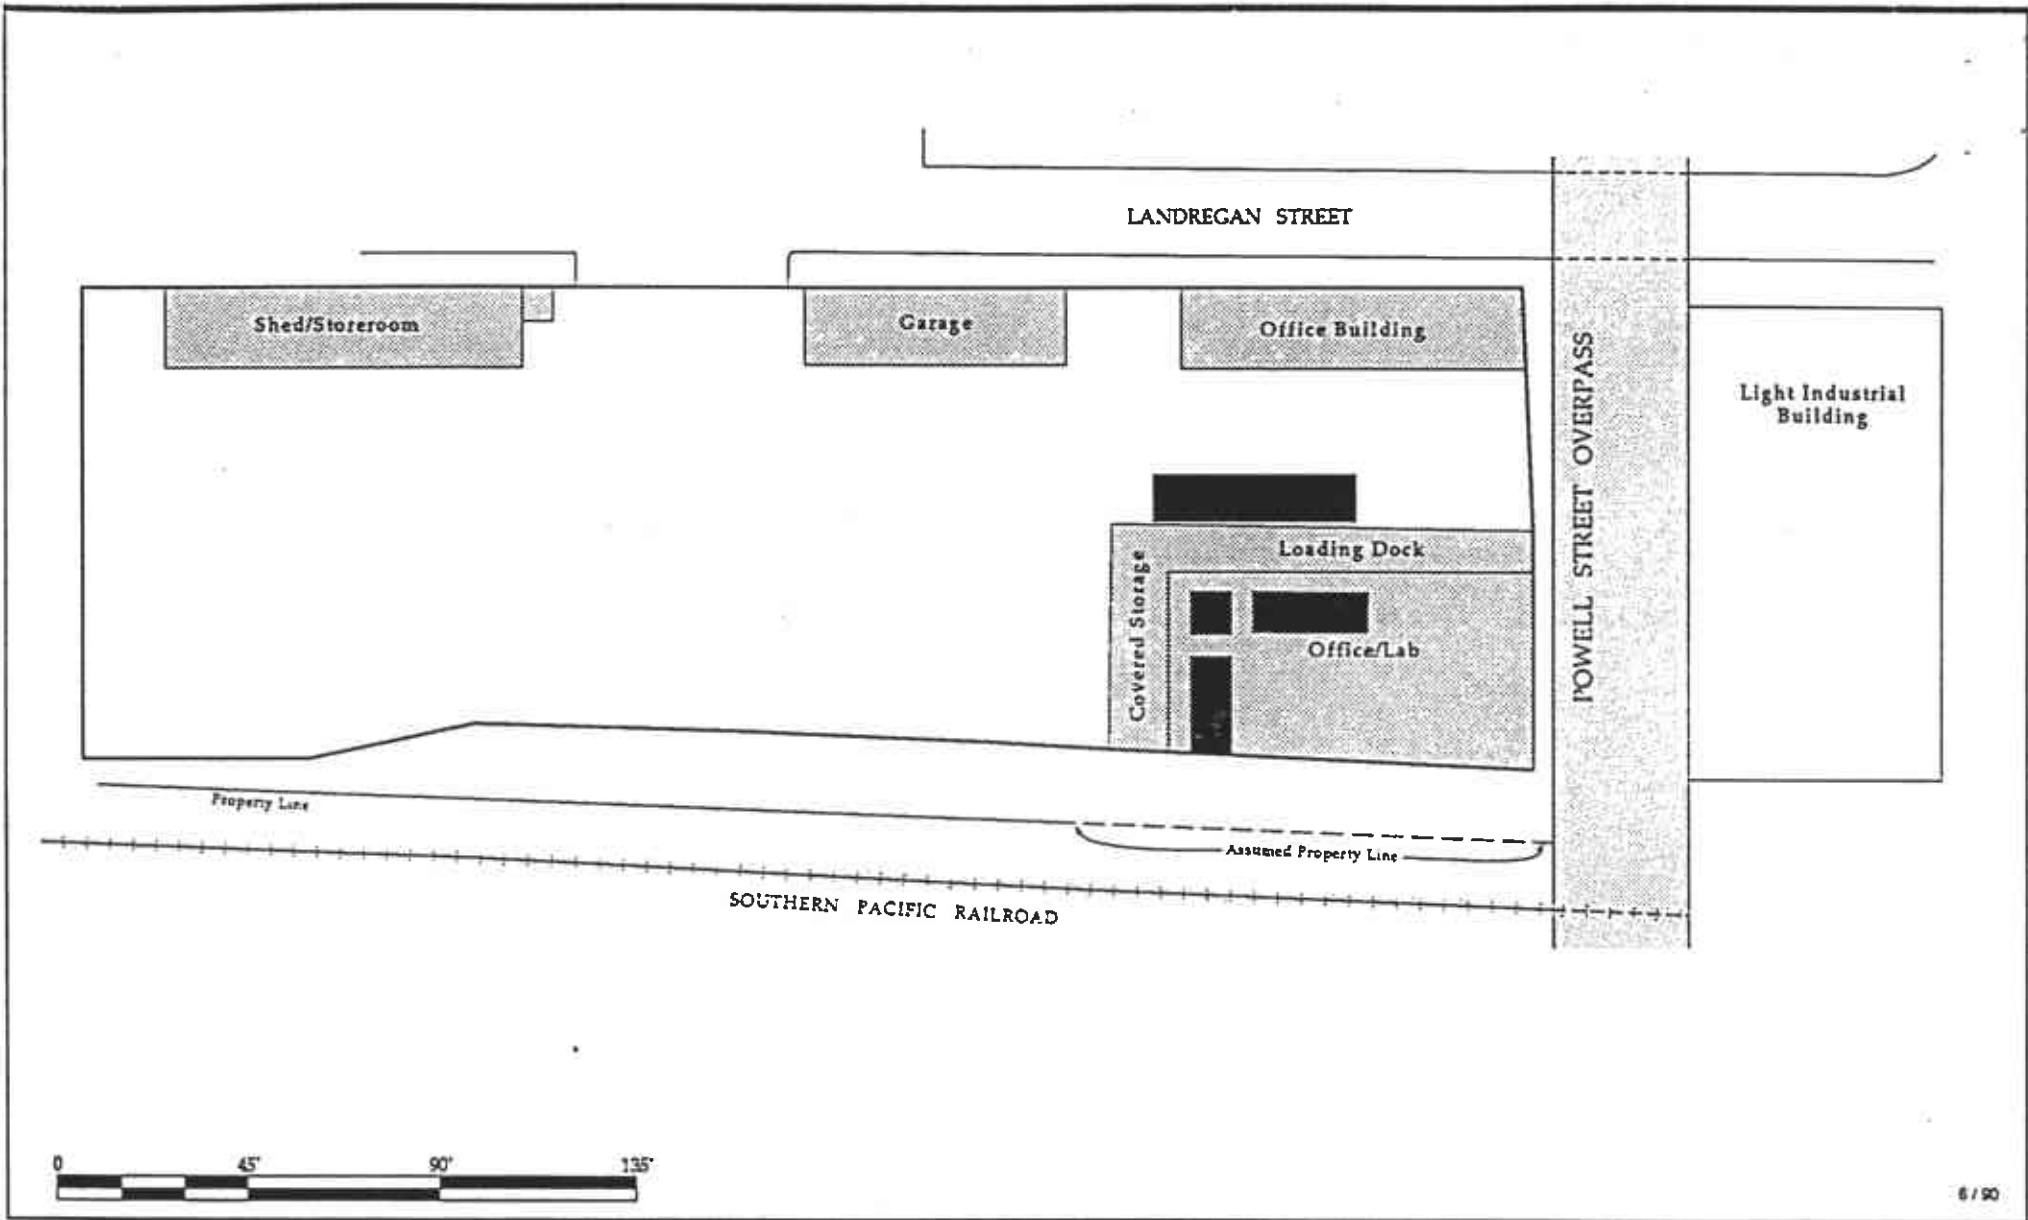 LANDREGAN STREET
Shed/Storeroom
Garage
Office Building
POWELL STREET OVERPASS
Light Industrial
Building
Loading Dock
Covered Storage
Office/Lab
Property Line
Assumed Property Line
SOUTHERN PACIFIC RAILROAD
0 45' 90' 135'
6 / 90